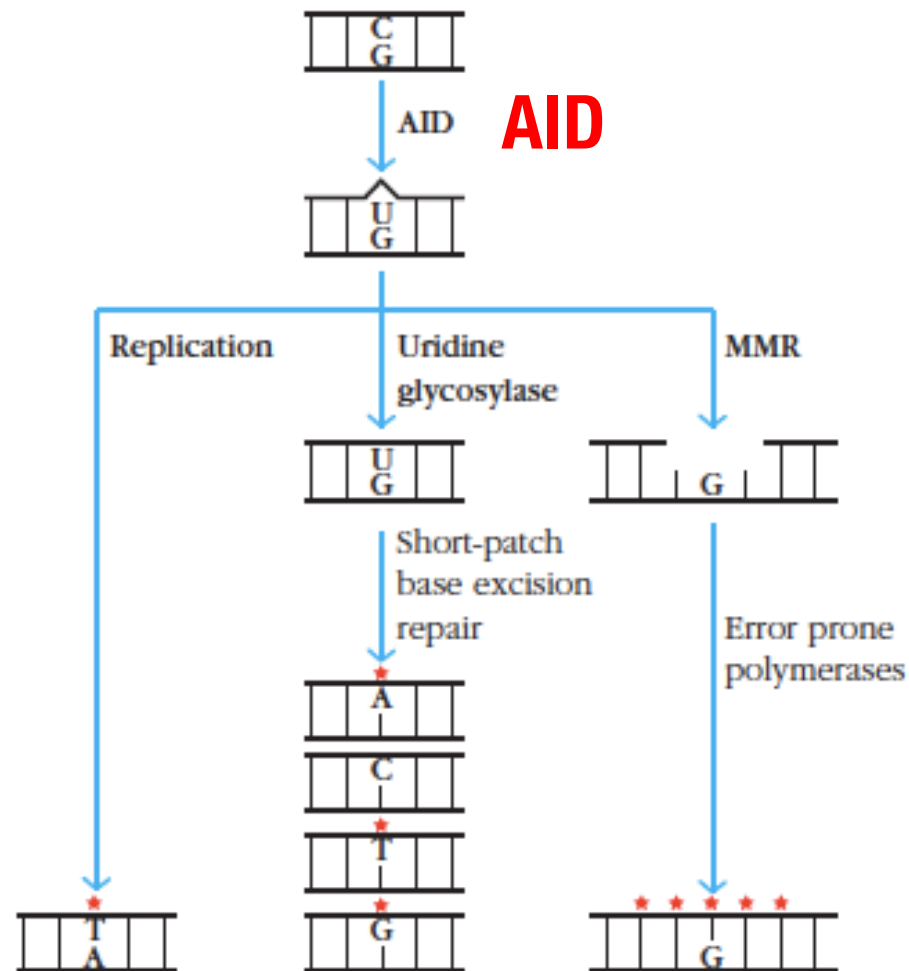 C
G
AID
AID
U
G
Replication
Uridine
glycosylase
MMR
U
G
G
Short-patch
base excision
repair
Error prone
polymerases
A
C
T
T
A
G
G